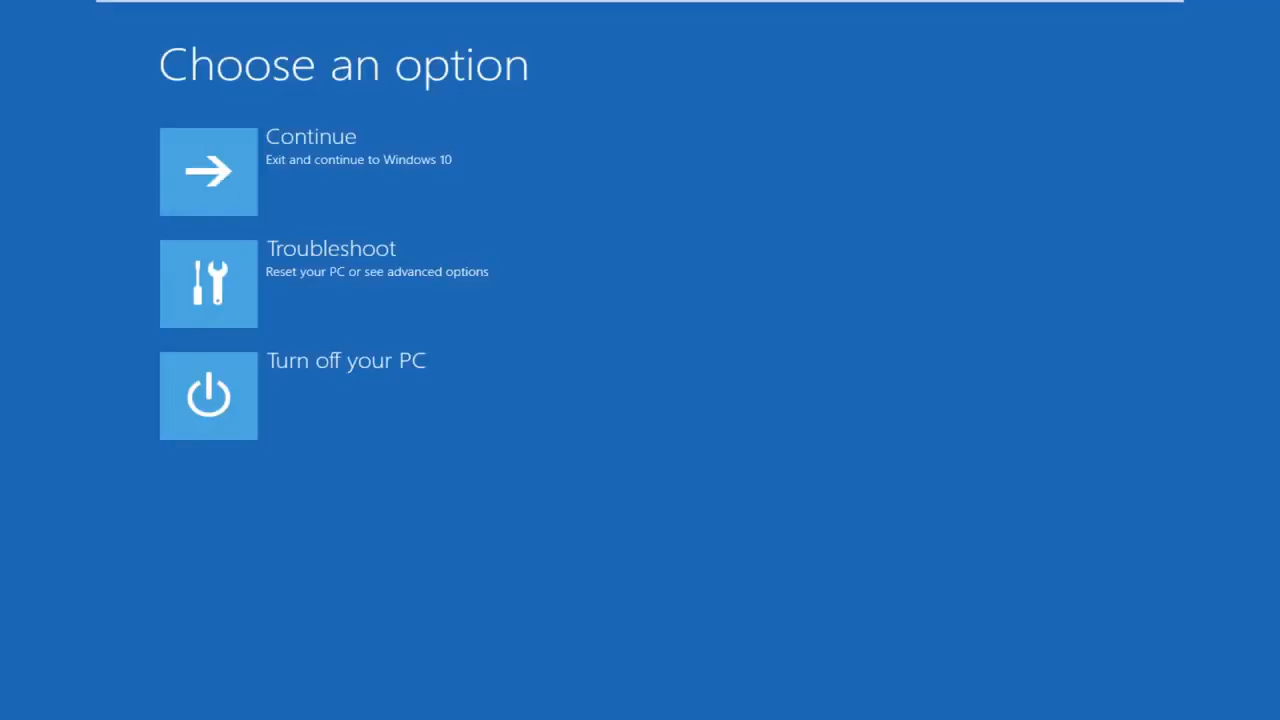 Choose an option
Continue
Exit and continue to Windows 10
Troubleshoot
Reset your PC or see advanced options
Turn off your PC